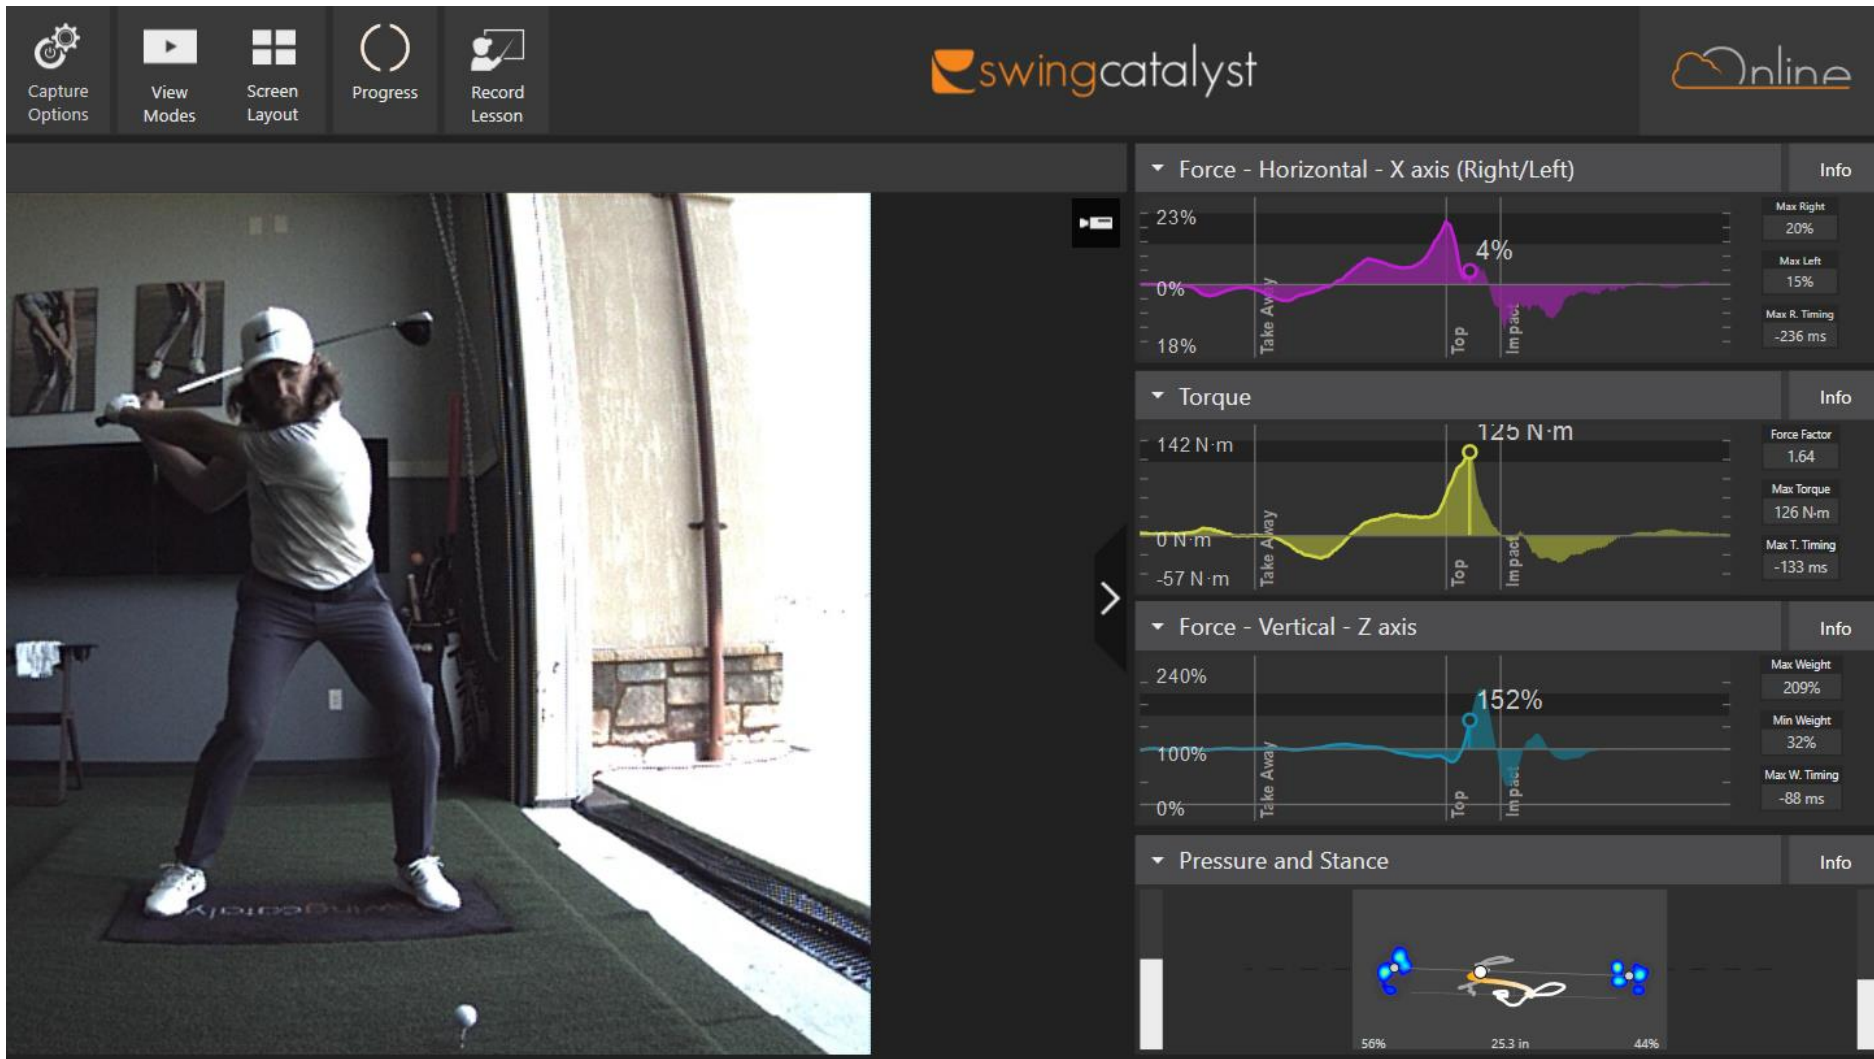 Capture
Options
View
Modes
Screen
Layout
Progress
Record
Lesson
swingcatalyst
Online
Force - Horizontal - X axis (Right/Left)
Info
23%
4%
0%
18%
Take Away
Top
Impact
Max Right
20%
Max Left
15%
Max R. Timing
-236 ms
Torque
Info
125 N·m
142 N·m
0 N·m
-57 N·m
Take Away
Top
Impact
Force Factor
1.64
Max Torque
126 N·m
Max T. Timing
-133 ms
Force - Vertical - Z axis
Info
240%
152%
100%
0%
Take Away
Top
Impact
Max Weight
209%
Min Weight
32%
Max W. Timing
-88 ms
Pressure and Stance
Info
56%
25.3 in
44%
swingcataly